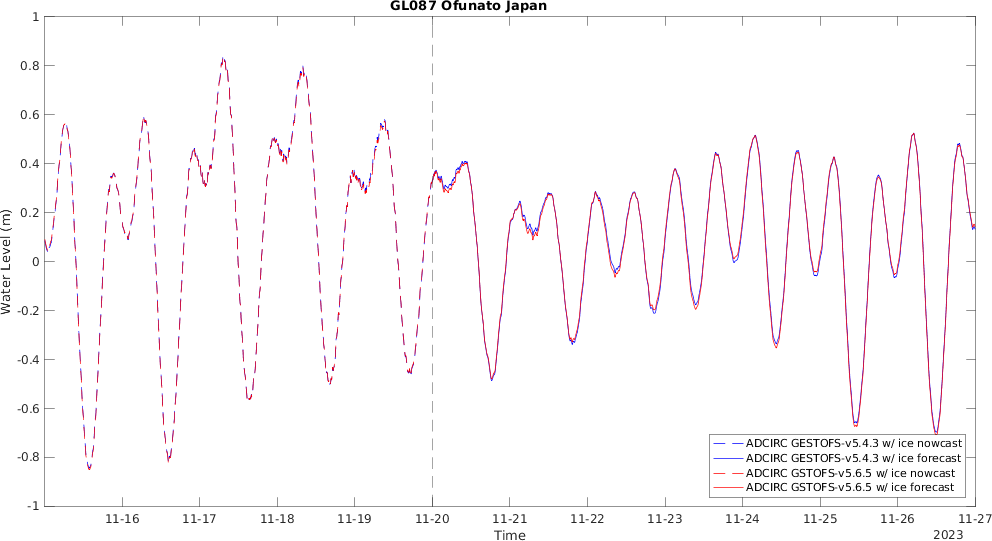 GL087 Ofunato Japan
1
0.8
0.6
0.4
0.2
0
-0.2
-0.4
-0.6
-0.8
-1
Water Level (m)
ADCIRC GESTOFS-v5.4.3 w/ ice nowcast
ADCIRC GESTOFS-v5.4.3 w/ ice forecast
ADCIRC GSTOFS-v5.6.5 w/ ice nowcast
ADCIRC GSTOFS-v5.6.5 w/ ice forecast
11-16 11-17 11-18 11-19 11-20 11-21 11-22 11-23 11-24 11-25 11-26 11-27
Time
2023